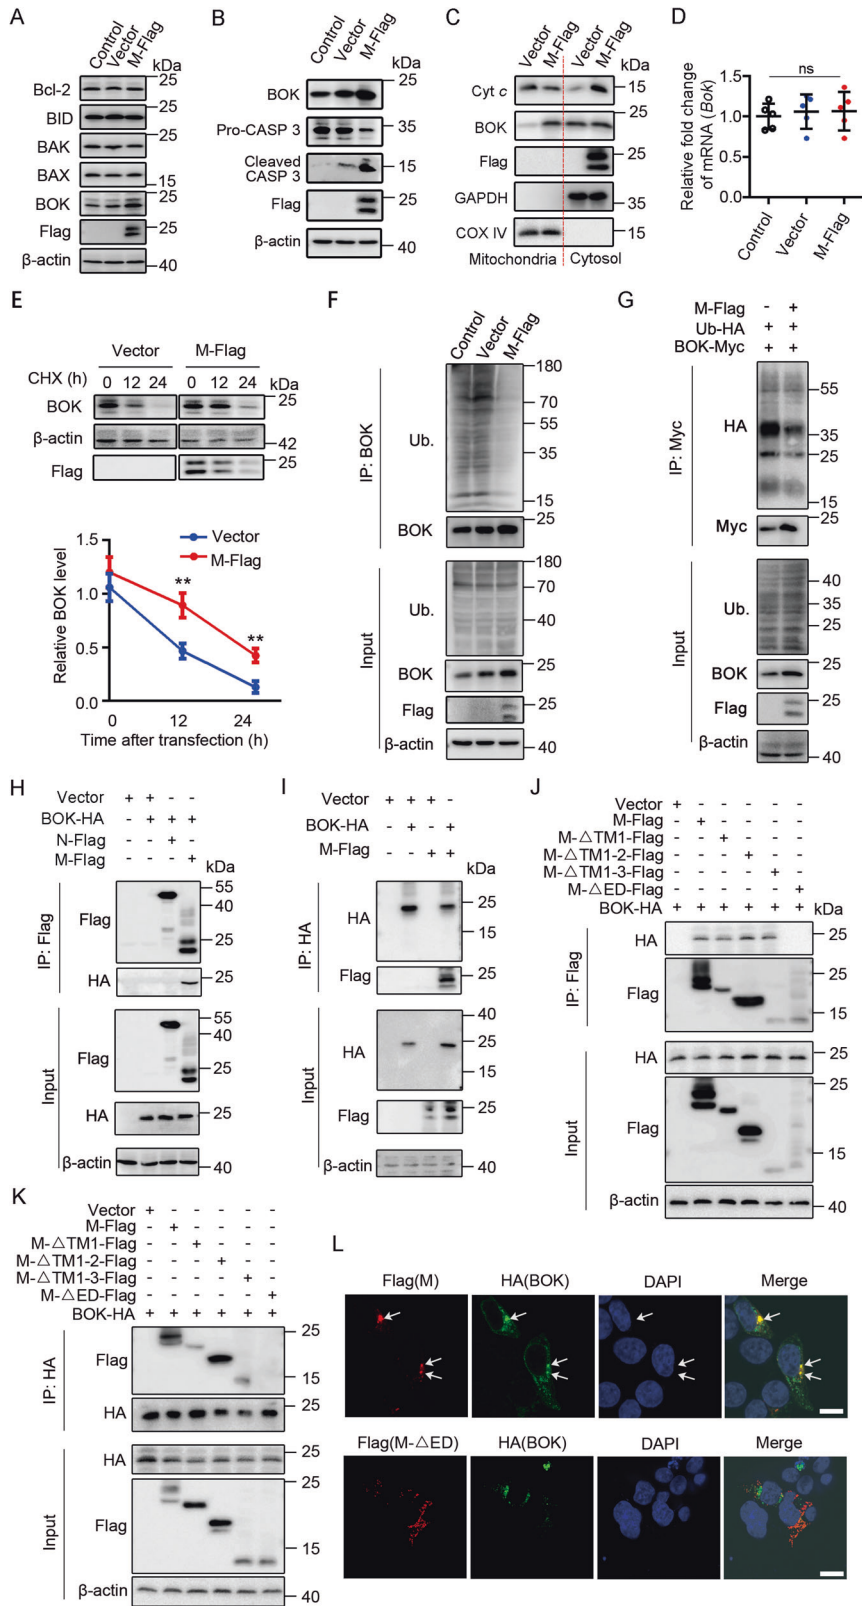 A
Control
Vector
M-Flag
kDa
Bcl-2
25
BID
25
BAK
25
BAX
15
BOK
25
Flag
25
β-actin
40
B
Control
Vector
M-Flag
kDa
BOK
25
Pro-CASP 3
35
Cleaved
CASP 3
15
Flag
25
β-actin
40
C
Vector
M-Flag
Vector
M-Flag
kDa
Cyt c
15
BOK
25
Flag
25
GAPDH
35
COX IV
15
Mitochondria Cytosol
D
Relative fold change
of mRNA (Bok)
1.5
1.0
0.5
0.0
ns
Control
Vector
M-Flag
E
Vector M-Flag
CHX (h) 0 12 24 0 12 24 kDa
BOK 25
β-actin 42
Flag 25
Relative BOK level
1.5
1.0
0.5
0.0
Vector
M-Flag
**
**
0 12 24
Time after transfection (h)
F
Control
Vector
M-Flag
IP: BOK
Ub.
180
70
55
35
15
BOK
25
Input
Ub.
180
70
40
BOK
25
Flag
25
β-actin
40
G
M-Flag - +
Ub-HA + +
BOK-Myc + +
IP: Myc
HA
55
35
25
15
Myc
25
Input
Ub.
40
35
25
BOK
25
Flag
25
β-actin
40
H
Vector + + - -
BOK-HA - + + +
N-Flag - - + -
M-Flag - - - +
kDa
IP: Flag
Flag
55
40
25
HA
25
Input
Flag
55
40
25
HA
25
β-actin
40
I
Vector + + + -
BOK-HA - + - +
M-Flag - - + +
kDa
IP: HA
HA
25
15
Flag
25
Input
HA
40
25
15
Flag
25
β-actin
40
J
Vector + - - - - -
M-Flag - + - - - -
M-△TM1-Flag - - + - - -
M-△TM1-2-Flag - - - + - -
M-△TM1-3-Flag - - - - + -
M-△ED-Flag - - - - - +
BOK-HA + + + + + + kDa
IP: Flag
HA
25
Flag
25
15
Input
HA
25
Flag
25
15
β-actin
40
K
Vector + - - - - -
M-Flag - + - - - -
M-△TM1-Flag - - + - - -
M-△TM1-2-Flag - - - + - -
M-△TM1-3-Flag - - - - + -
M-△ED-Flag - - - - - +
BOK-HA + + + + + + kDa
IP: HA
Flag
25
15
HA
25
Input
HA
25
Flag
25
15
β-actin
40
L
Flag(M) HA(BOK) DAPI Merge
Flag(M-△ED) HA(BOK) DAPI Merge